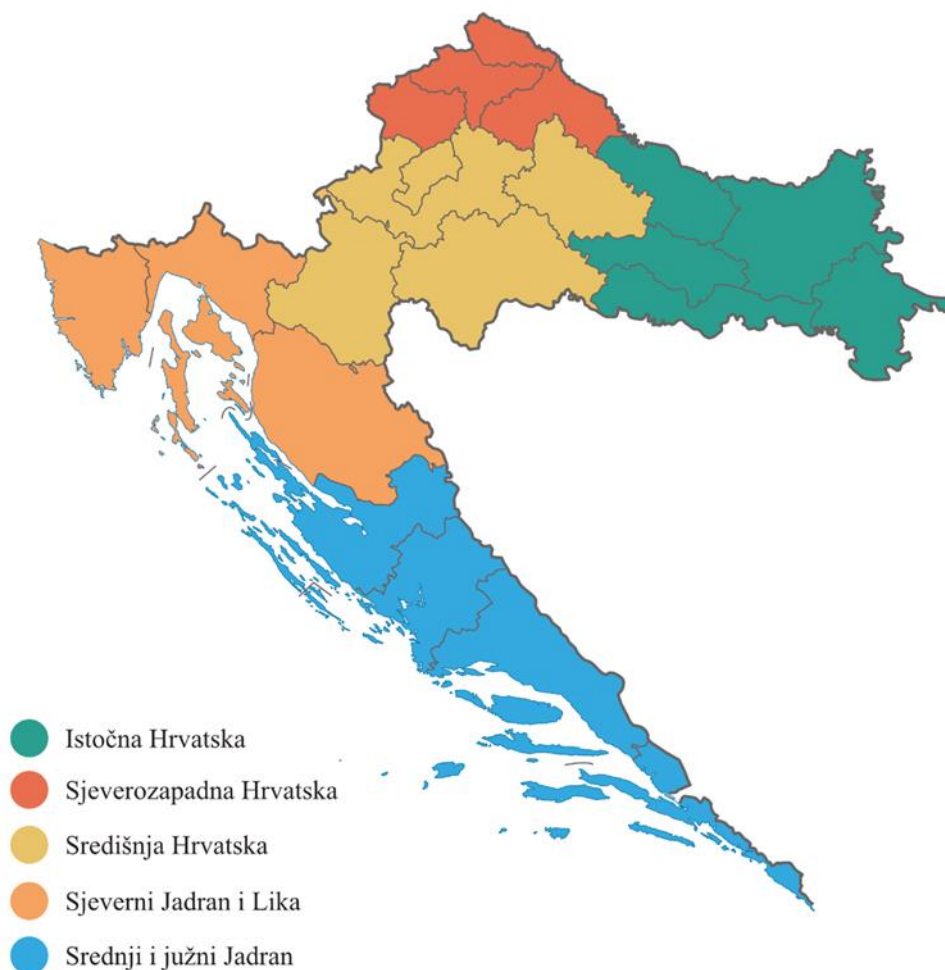 Istočna Hrvatska
Sjeverozapadna Hrvatska
Središnja Hrvatska
Sjeverni Jadran i Lika
Srednji i južni Jadran